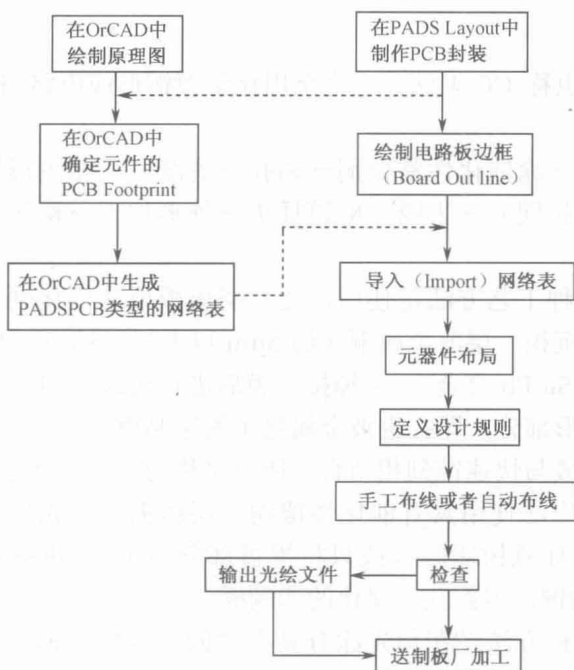 在OrCAD中
绘制原理图
在PADS Layout中
制作PCB封装
在OrCAD中
确定元件的
PCB Footprint
绘制电路板边框
（Board Outline）
在OrCAD中生成
PADSPCB类型的网络表
导入（Import）网络表
元器件布局
定义设计规则
手工布线或者自动布线
输出光绘文件
检查
送制板厂加工